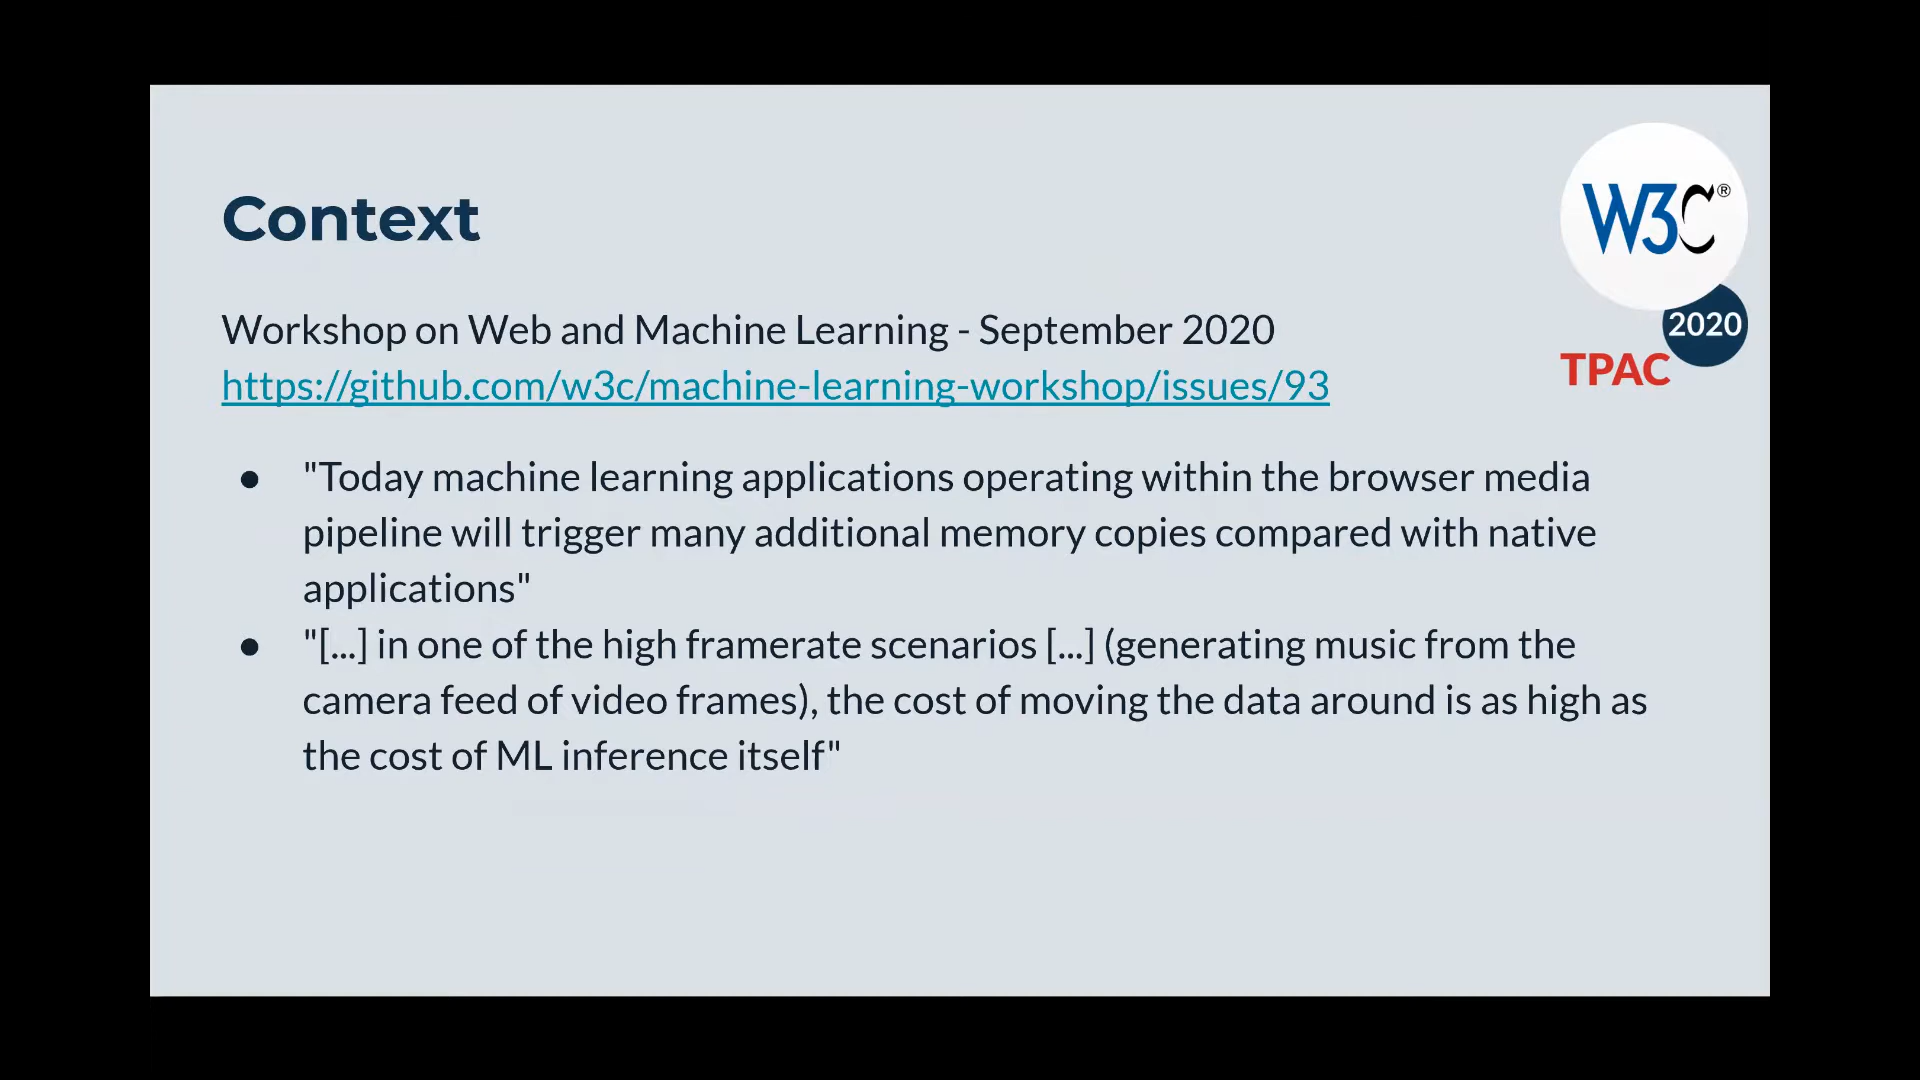 Context
W3C®
2020
TPAC
Workshop on Web and Machine Learning - September 2020
https://github.com/w3c/machine-learning-workshop/issues/93
● "Today machine learning applications operating within the browser media
pipeline will trigger many additional memory copies compared with native
applications"
● "[...] in one of the high framerate scenarios [...] (generating music from the
camera feed of video frames), the cost of moving the data around is as high as
the cost of ML inference itself"